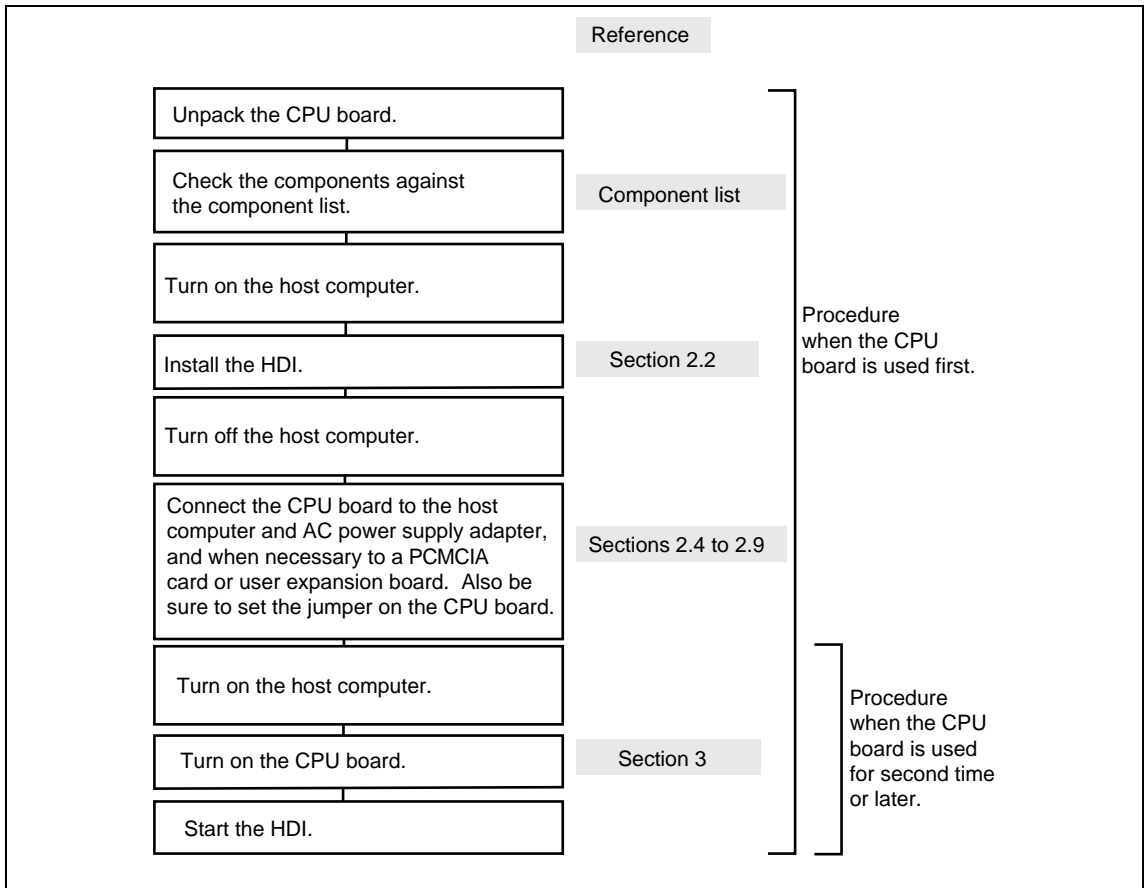 Reference
Unpack the CPU board.
Check the components against
the component list.
Component list
Turn on the host computer.
Install the HDI.
Section 2.2
Turn off the host computer.
Connect the CPU board to the host
computer and AC power supply adapter,
and when necessary to a PCMCIA
card or user expansion board.  Also be
sure to set the jumper on the CPU board.
Sections 2.4 to 2.9
Turn on the host computer.
Turn on the CPU board.
Section 3
Start the HDI.
Procedure
when the CPU
board is used first.
Procedure
when the CPU
board is used
for second time
or later.